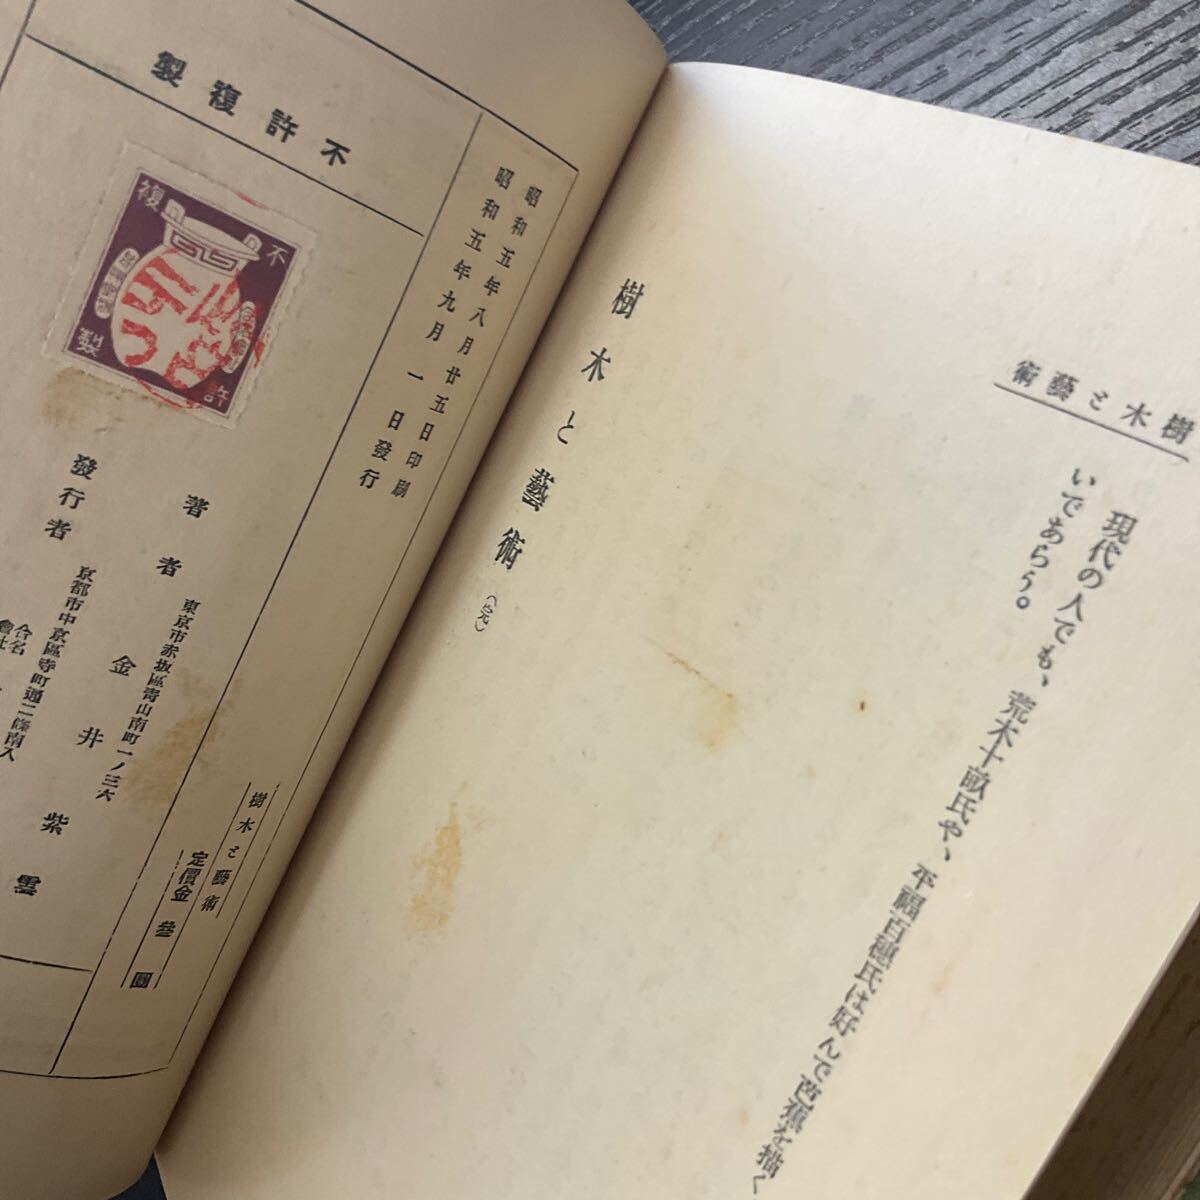 樹木と藝術
現代の人でも、荒木十畝氏や、平福百穗氏は好んで芭蕉を描く
いであらう。
樹木と藝術(完)
昭和五年八月廿五日印刷
昭和五年九月一日發行
不許複製
不許複製
樹木と藝術
定價金參圓
著者
東京市赤坂區靑山南町一ノ三六
金井紫雲
發行者
京都市中京區寺町通二條南入
合名
會社